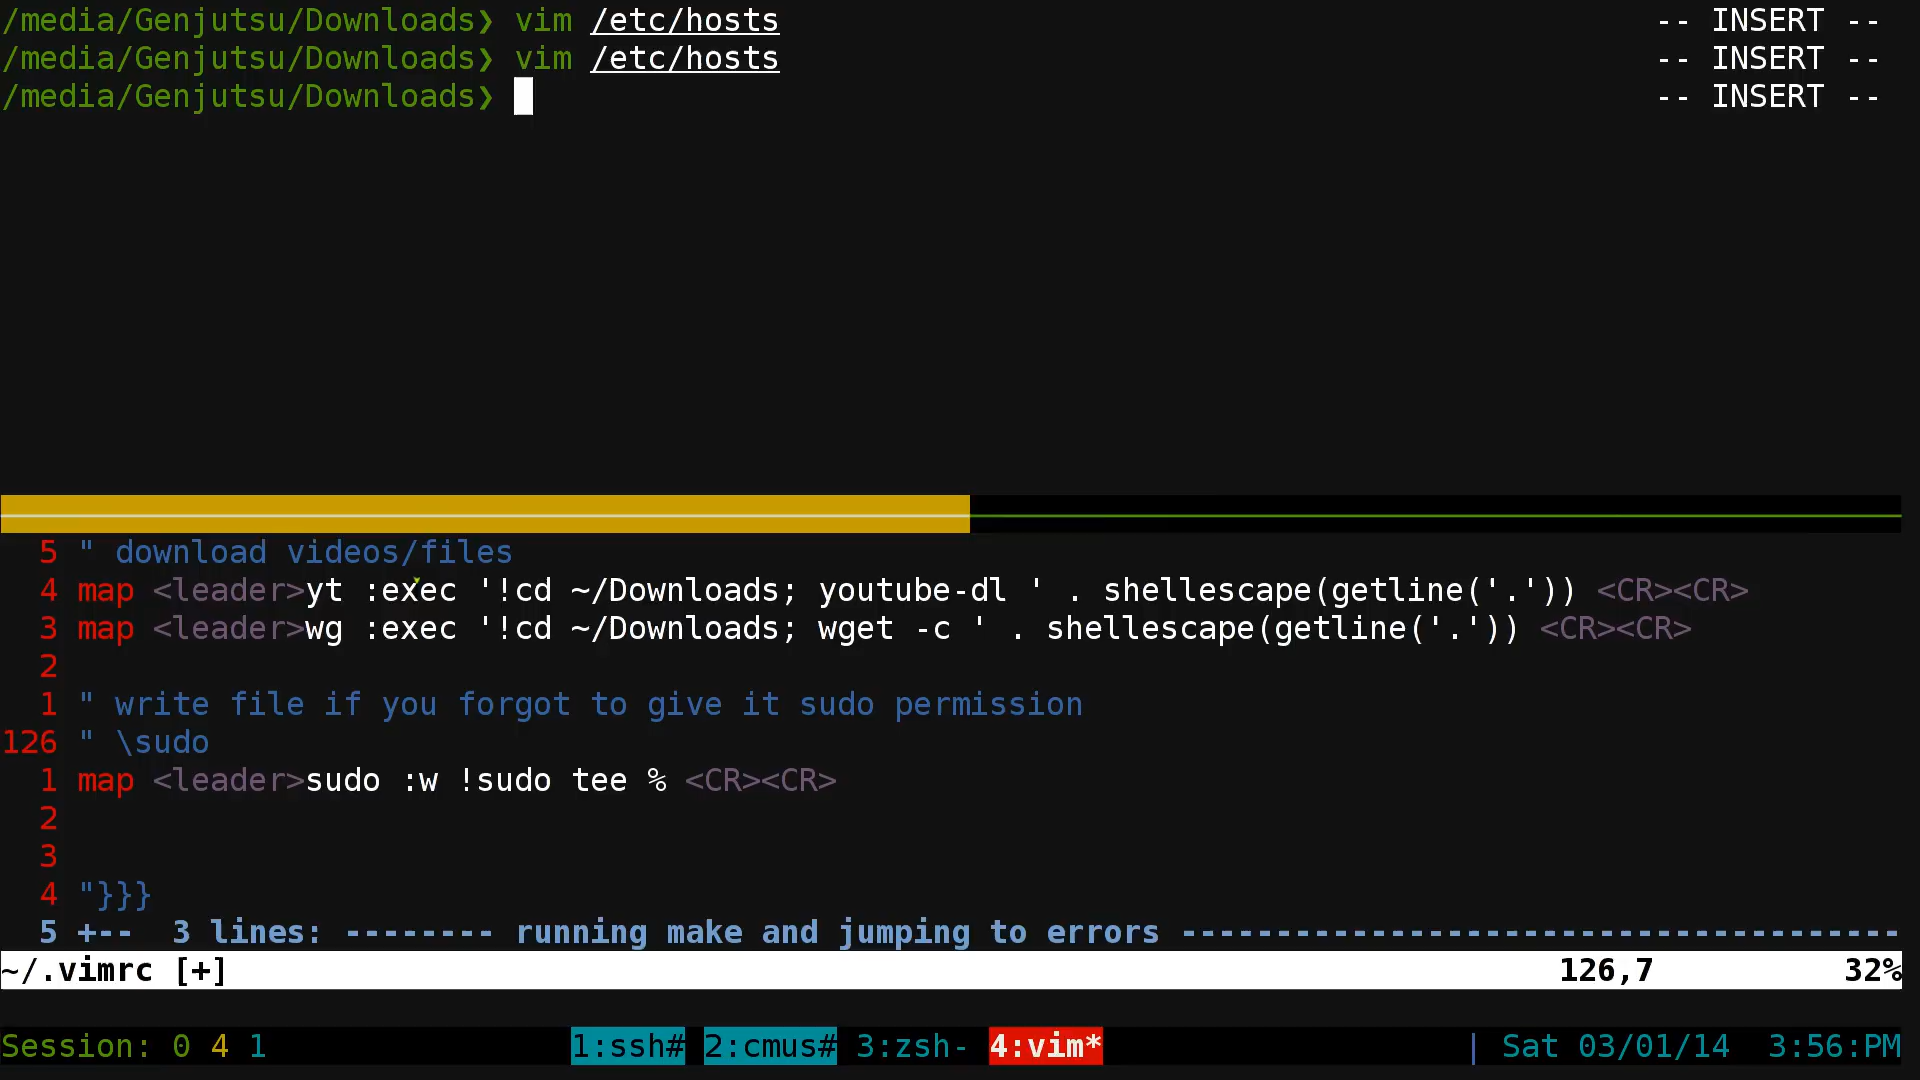 /media/Genjutsu/Downloads❯ vim /etc/hosts -- INSERT --
/media/Genjutsu/Downloads❯ vim /etc/hosts -- INSERT --
/media/Genjutsu/Downloads❯ -- INSERT --
5 " download videos/files
4 map <leader>yt :exec '!cd ~/Downloads; youtube-dl ' . shellescape(getline('.')) <CR><CR>
3 map <leader>wg :exec '!cd ~/Downloads; wget -c ' . shellescape(getline('.')) <CR><CR>
2
1 " write file if you forgot to give it sudo permission
126 " \sudo
1 map <leader>sudo :w !sudo tee % <CR><CR>
2
3
4 "}}}
5 +--  3 lines: -------- running make and jumping to errors --------------------------------------
~/.vimrc [+] 126,7 32%
Session: 0 4 1 1:ssh# 2:cmus# 3:zsh- 4:vim* | Sat 03/01/14  3:56:PM